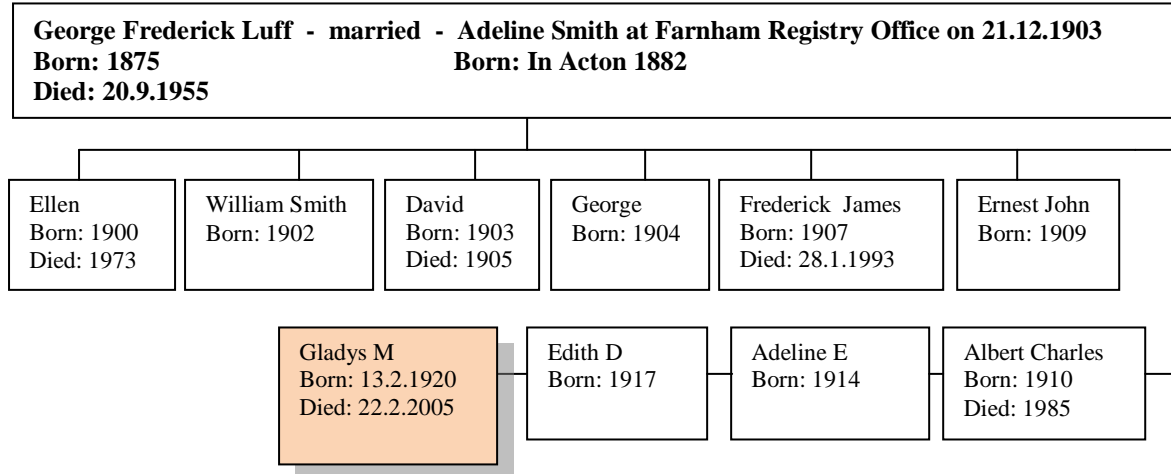 George Frederick Luff - married - Adeline Smith at Farnham Registry Office on 21.12.1903
Born: 1875 Born: In Acton 1882
Died: 20.9.1955
Ellen
Born: 1900
Died: 1973
William Smith
Born: 1902
David
Born: 1903
Died: 1905
George
Born: 1904
Frederick James
Born: 1907
Died: 28.1.1993
Ernest John
Born: 1909
Gladys M
Born: 13.2.1920
Died: 22.2.2005
Edith D
Born: 1917
Adeline E
Born: 1914
Albert Charles
Born: 1910
Died: 1985